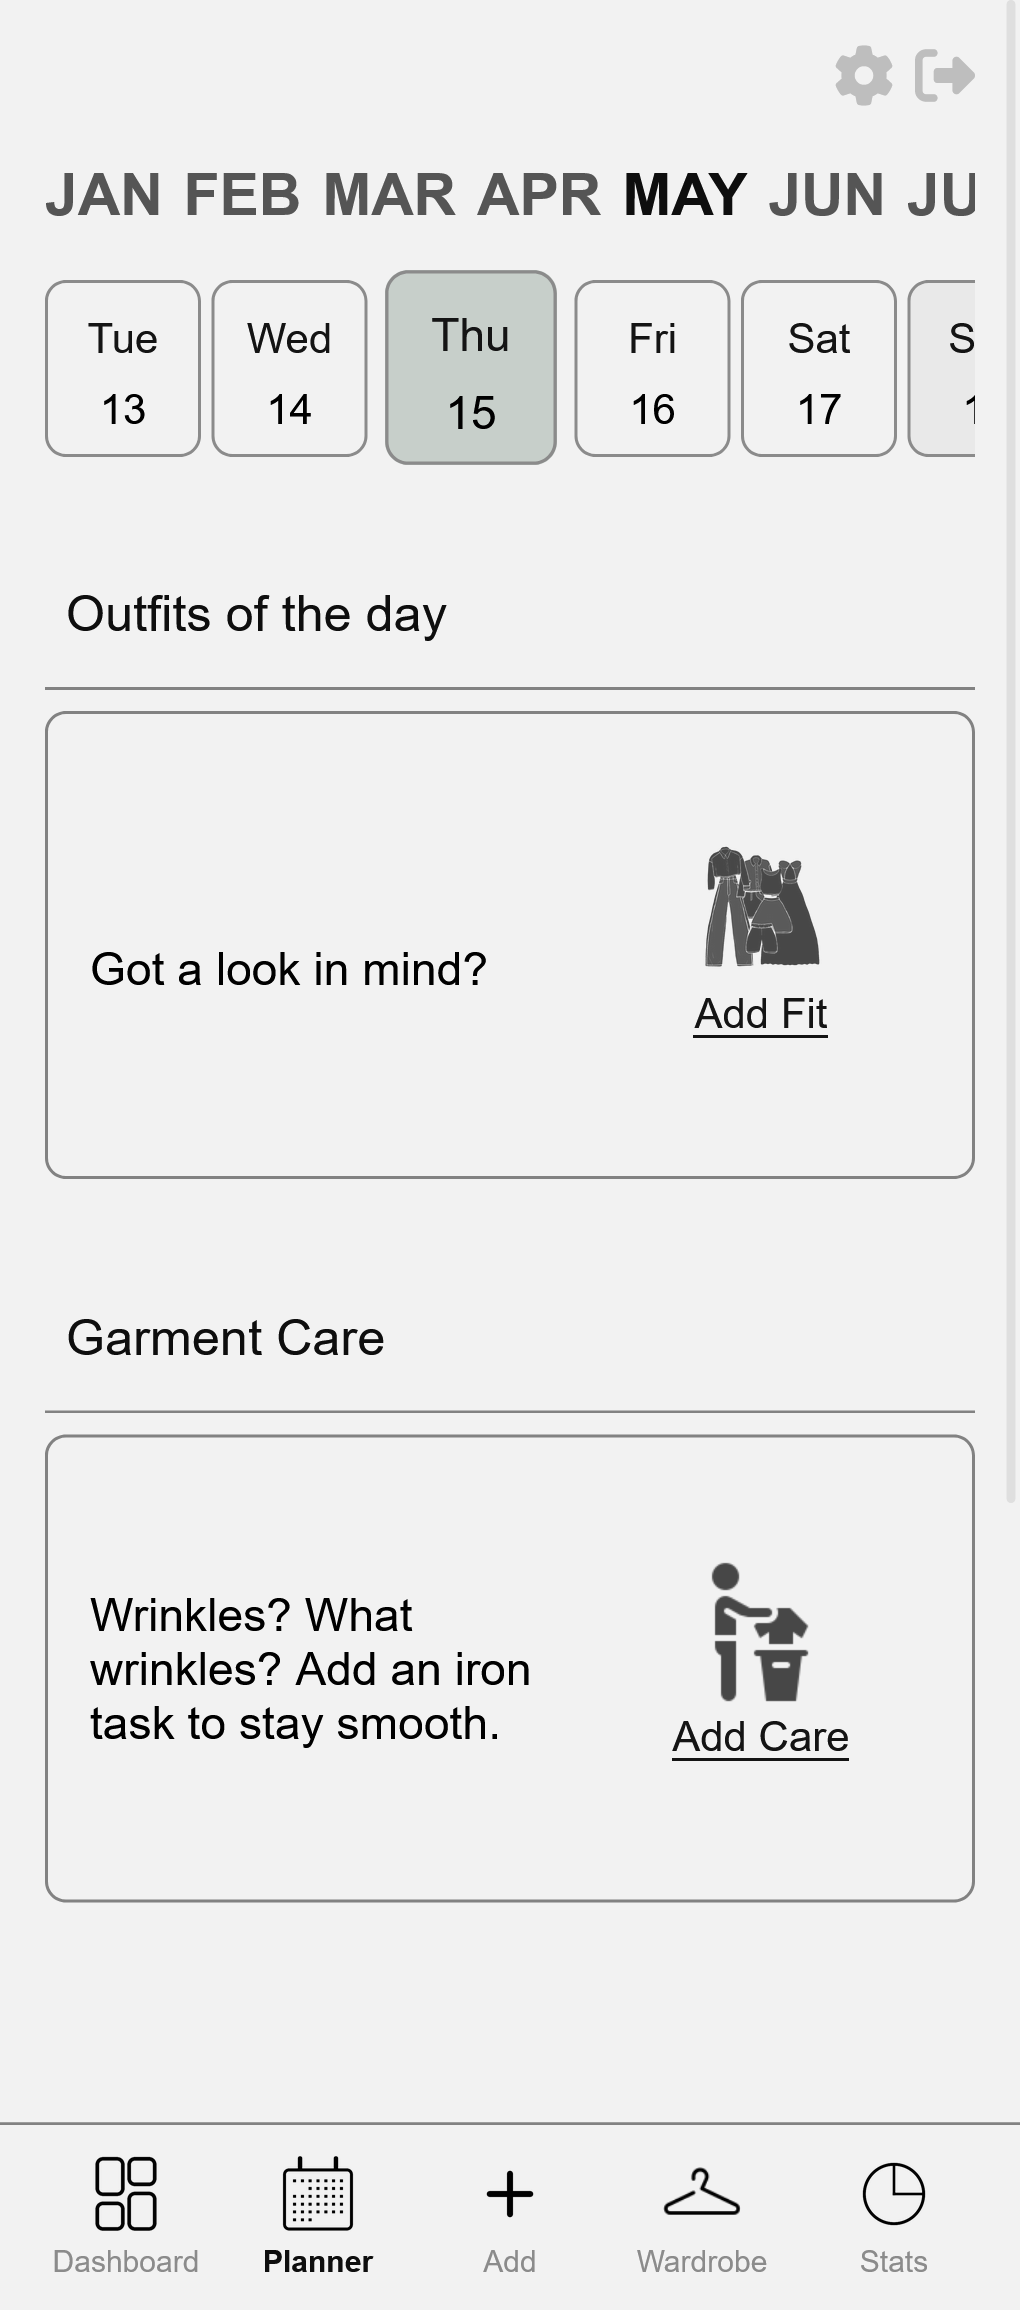 JAN FEB MAR APR MAY JUN JU
Tue Wed Thu Fri Sat S
13 14 15 16 17 1
Outfits of the day
Got a look in mind?
Add Fit
Garment Care
Wrinkles? What
wrinkles? Add an iron
task to stay smooth.
Add Care
Dashboard Planner Add Wardrobe Stats